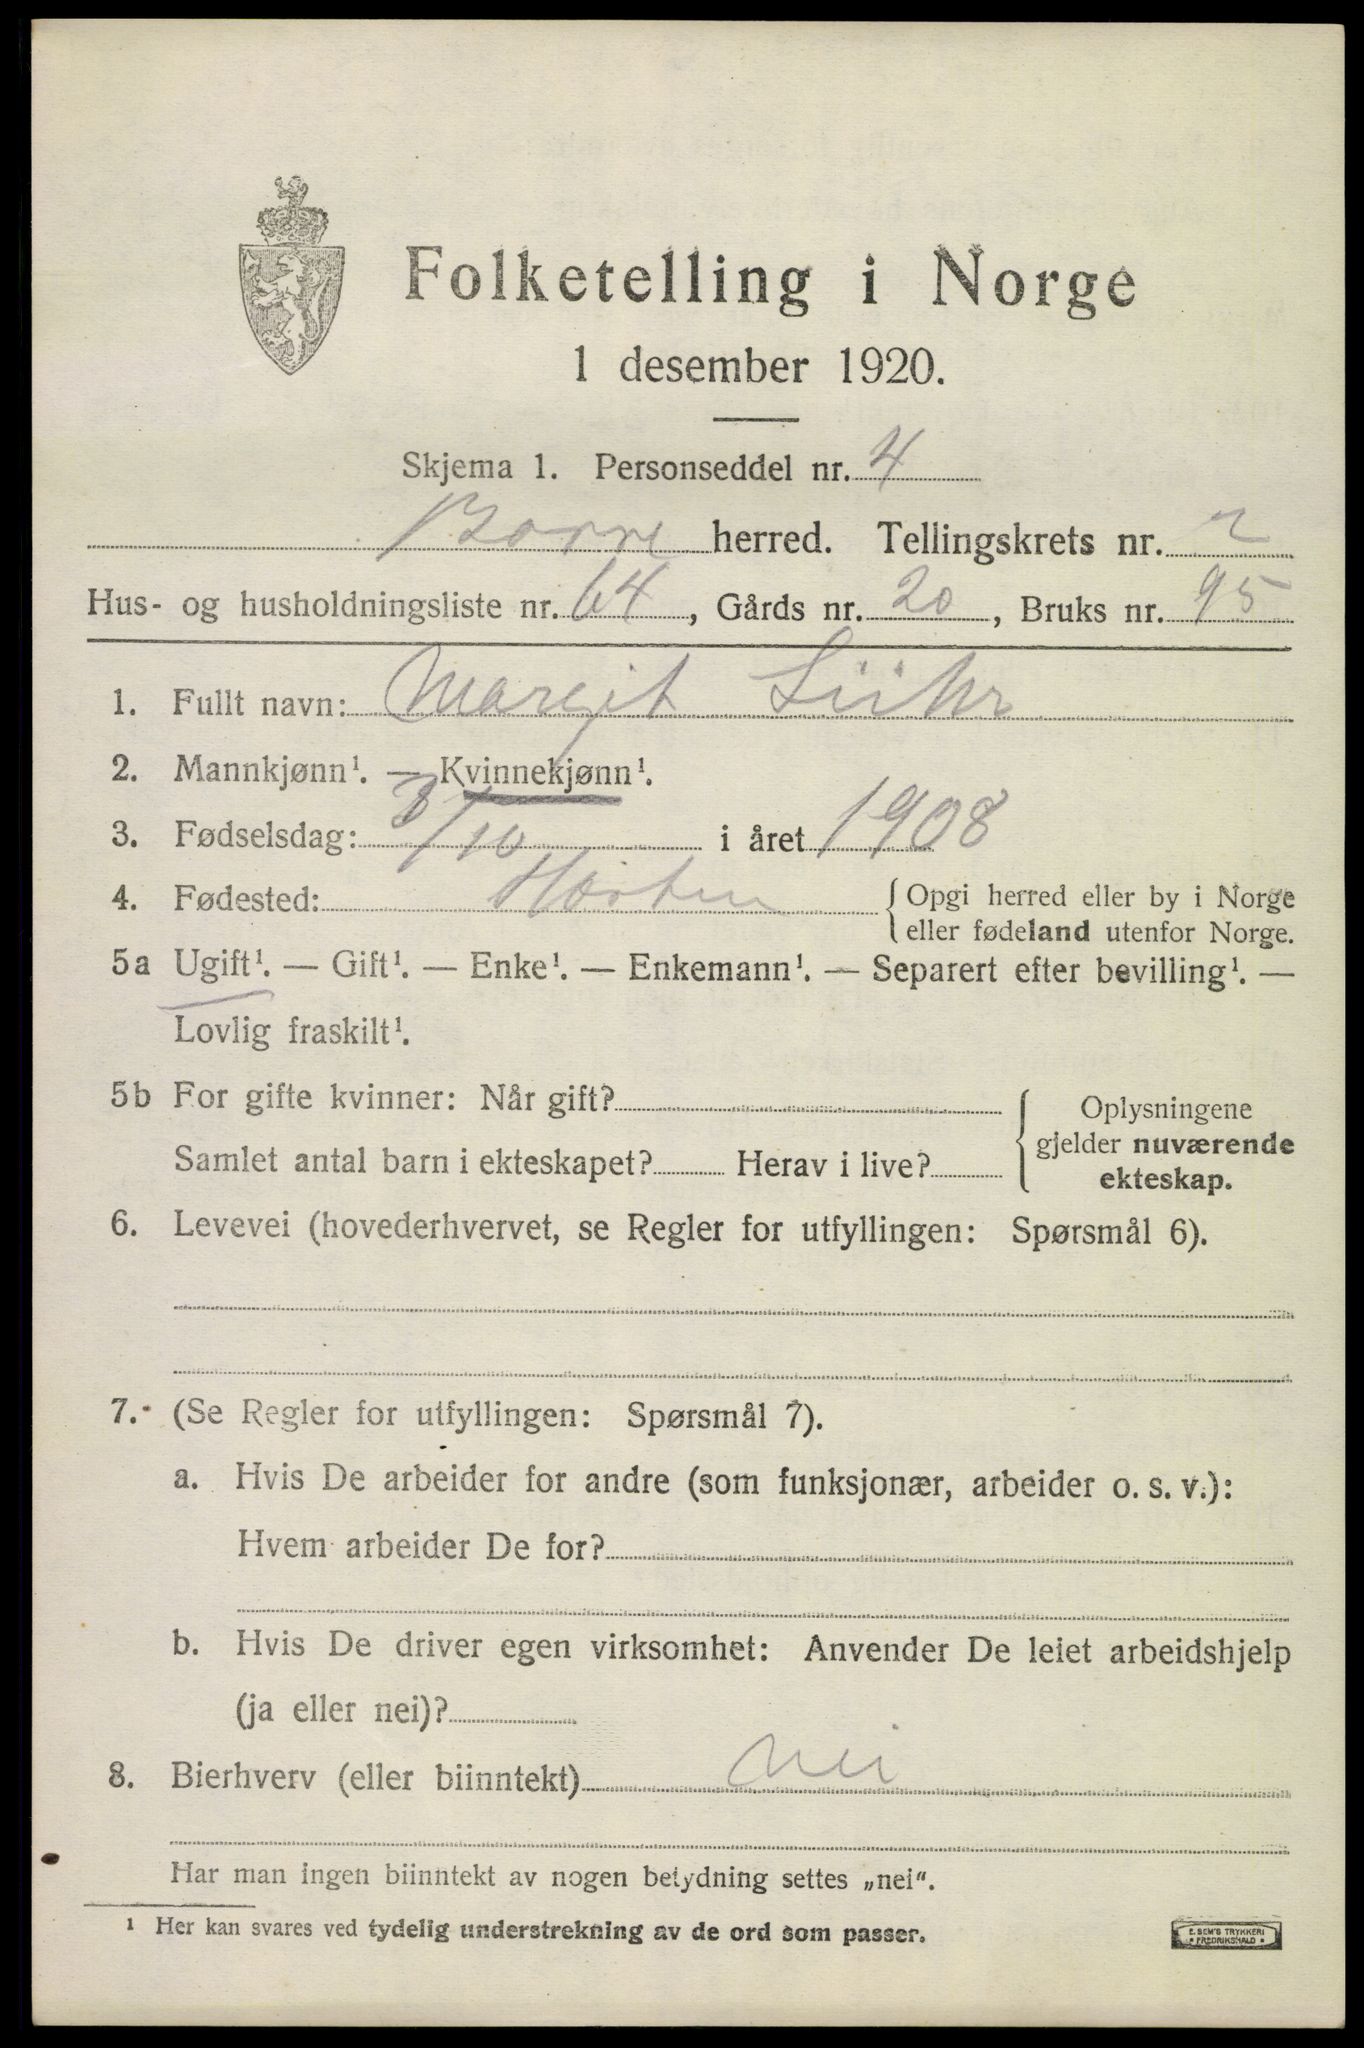 Folketelling i Norge
1 desember 1920.
Skjema 1. Personseddel nr. 4
Borre herred. Tellingskrets nr. 2
Hus- og husholdningsliste nr. 64, Gårds nr. 20, Bruks nr. 95
1. Fullt navn: Margit Lühr
2. Mannkjønn¹. — Kvinnekjønn¹.
3. Fødselsdag: 8/10 i året 1908
4. Fødested: Horten { Opgi herred eller by i Norge
eller fødeland utenfor Norge.
5a Ugift¹. — Gift¹. — Enke¹. — Enkemann¹. — Separert efter bevilling¹. —
Lovlig fraskilt¹.
5b For gifte kvinner: Når gift?
Samlet antal barn i ekteskapet? Herav i live?
{ Oplysningene
gjelder nuværende
ekteskap.
6. Levevei (hovederhvervet, se Regler for utfyllingen: Spørsmål 6).
7. (Se Regler for utfyllingen: Spørsmål 7).
a. Hvis De arbeider for andre (som funksjonær, arbeider o. s. v.):
Hvem arbeider De for?
b. Hvis De driver egen virksomhet: Anvender De leiet arbeidshjelp
(ja eller nei)?
8. Bierhverv (eller biinntekt) Nei
Har man ingen biinntekt av nogen betydning settes „nei“.
¹ Her kan svares ved tydelig understrekning av de ord som passer.
E. SEM'S TRYKKERI
• FREDRIKSHALD •